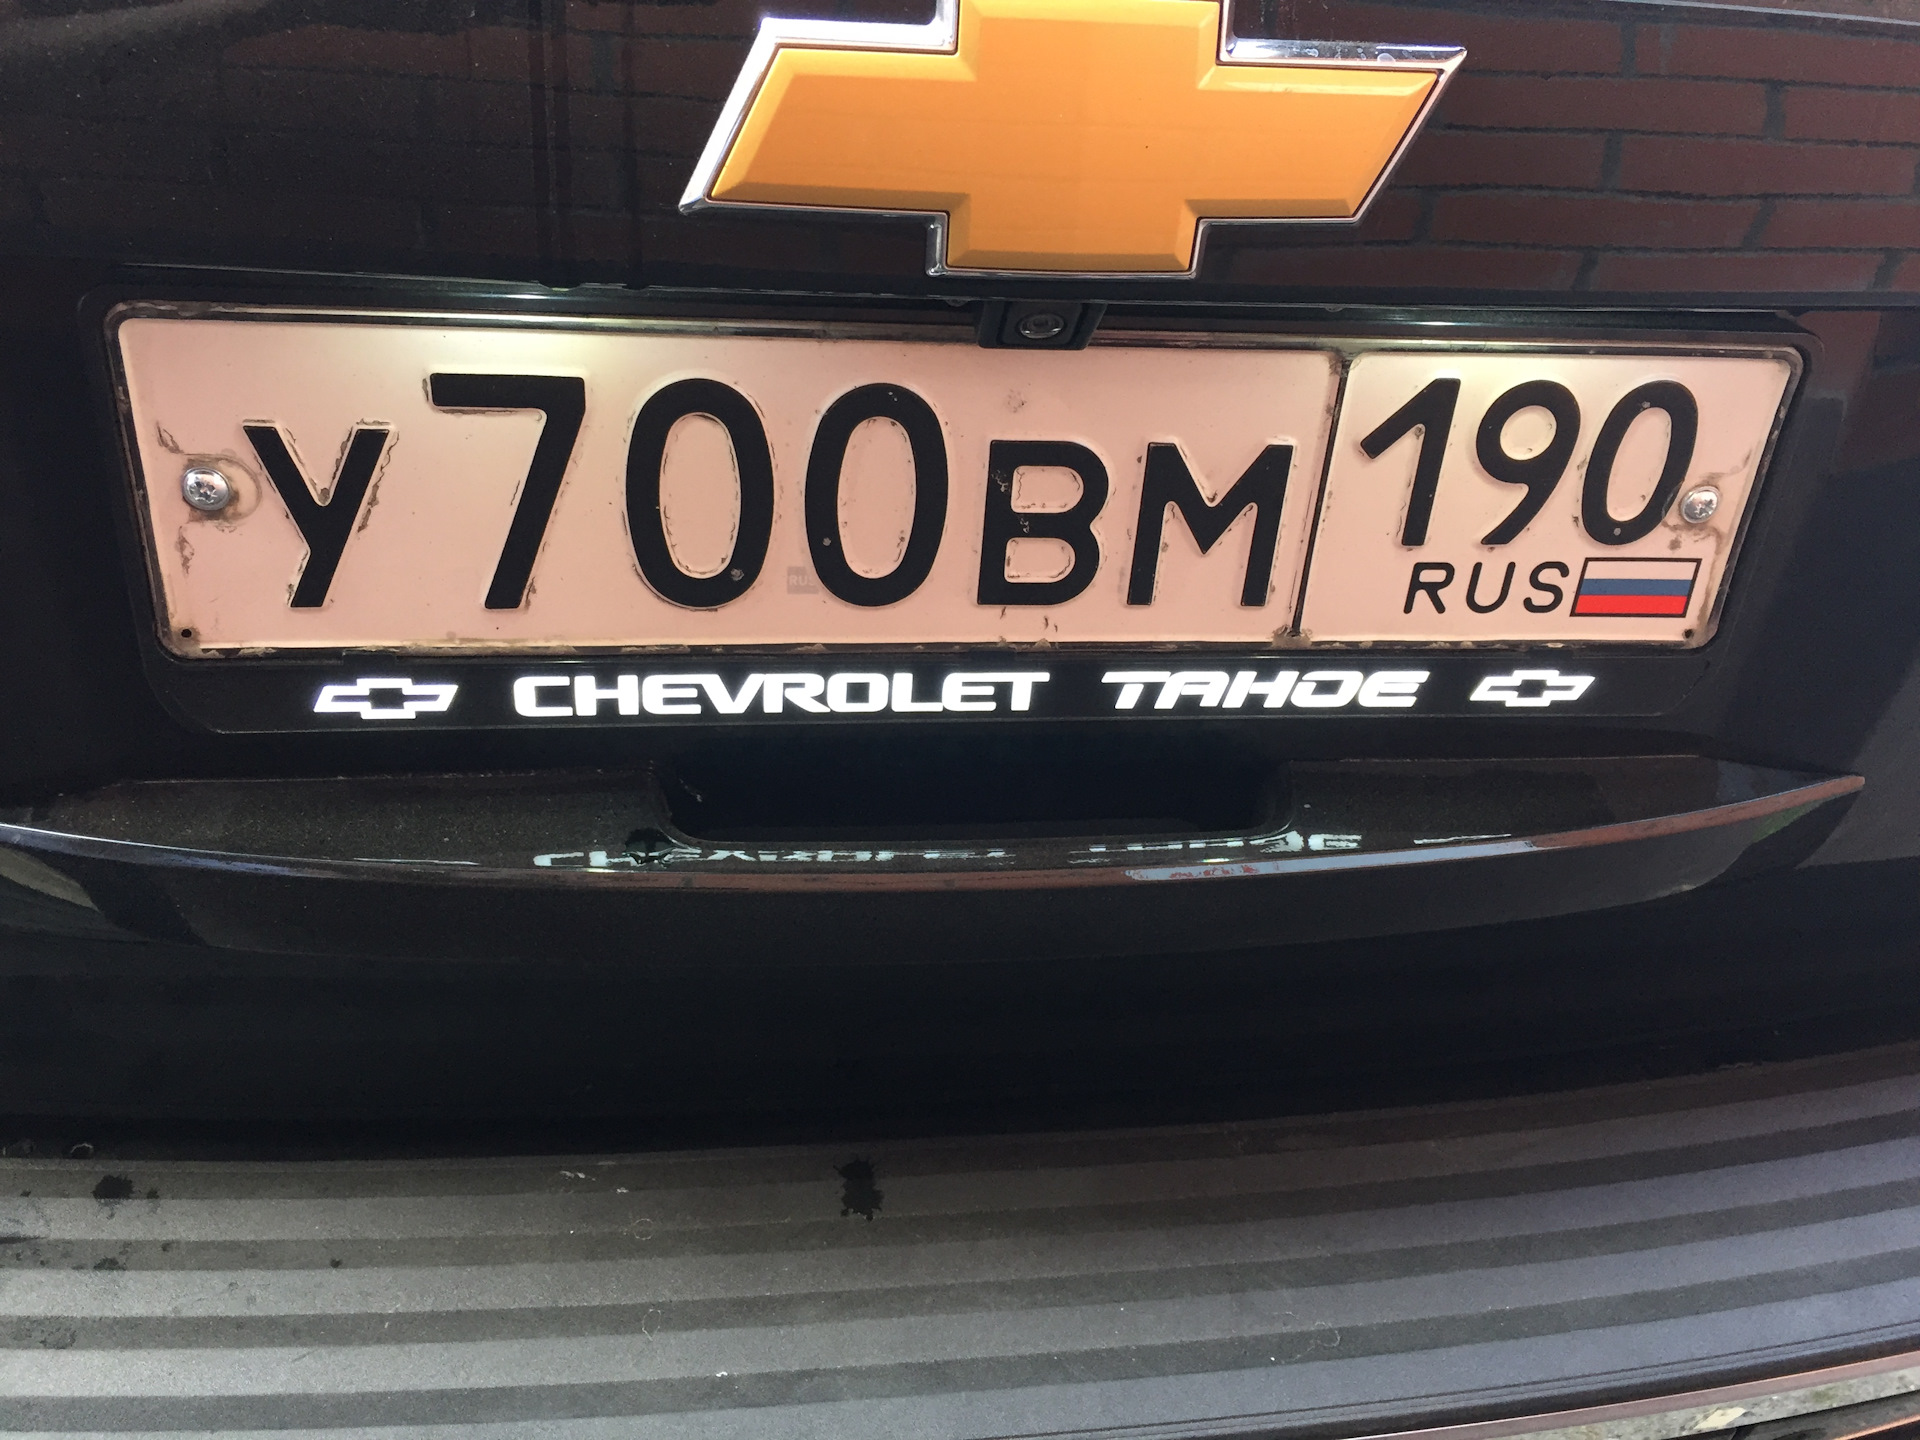 У700ВМ 190
RUS
CHEVROLET TAHOE